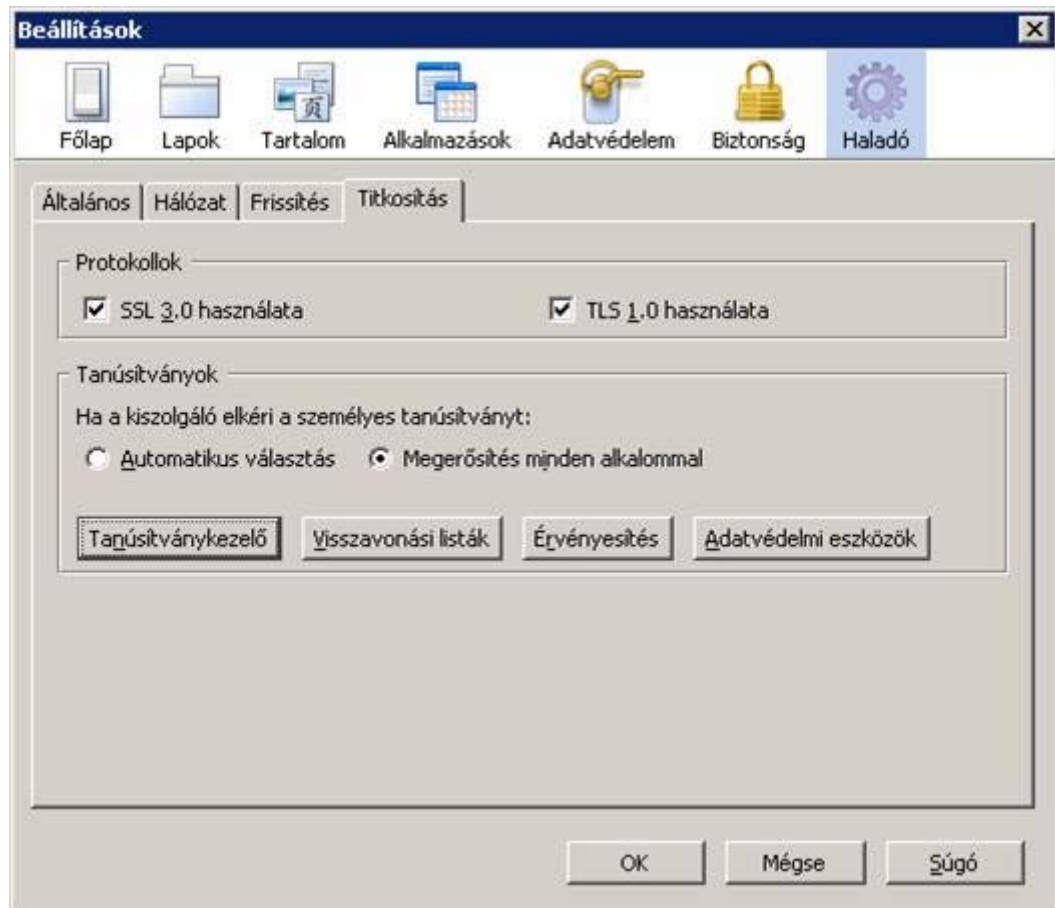 Beállítások
Főlap Lapok Tartalom Alkalmazások Adatvédelem Biztonság Haladó
Általános Hálózat Frissítés Titkosítás
Protokollok
SSL 3.0 használata TLS 1.0 használata
Tanúsítványok
Ha a kiszolgáló elkéri a személyes tanúsítványt:
Automatikus választás Megerősítés minden alkalommal
Tanúsítványkezelő Visszavonási listák Érvényesítés Adatvédelmi eszközök
OK Mégse Súgó